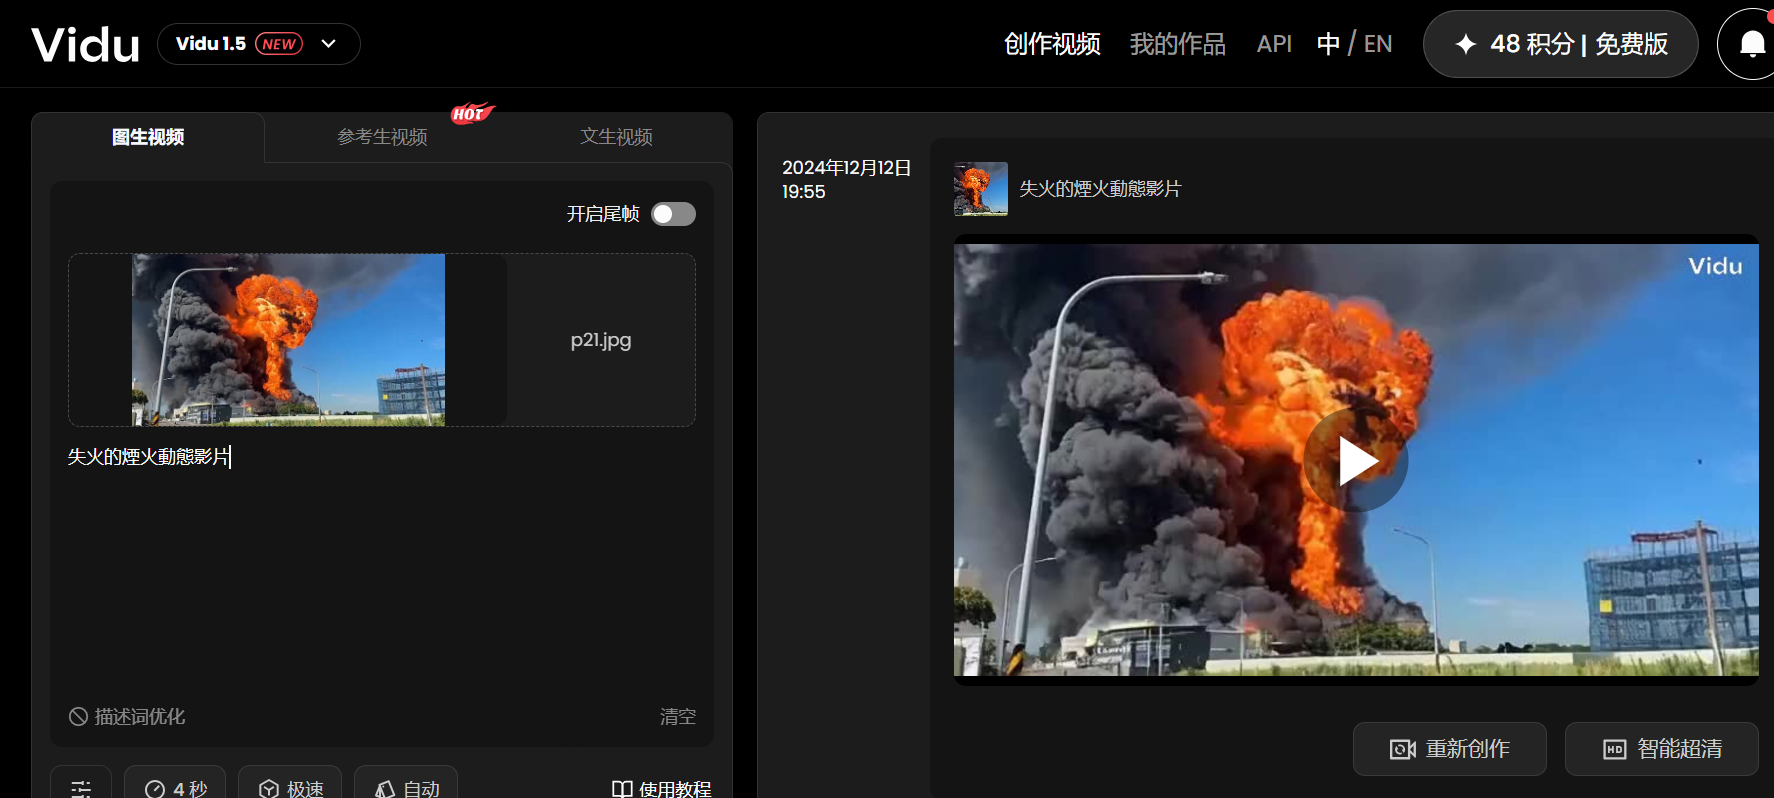 Vidu
Vidu 1.5 NEW
创作视频 我的作品 API 中 / EN
48 积分 | 免费版
图生视频
参考生视频
HOT
文生视频
开启尾帧
p21.jpg
失火的煙火動態影片
描述词优化
清空
4 秒
极速
自动
使用教程
2024年12月12日
19:55
失火的煙火動態影片
Vidu
重新创作
HD 智能超清